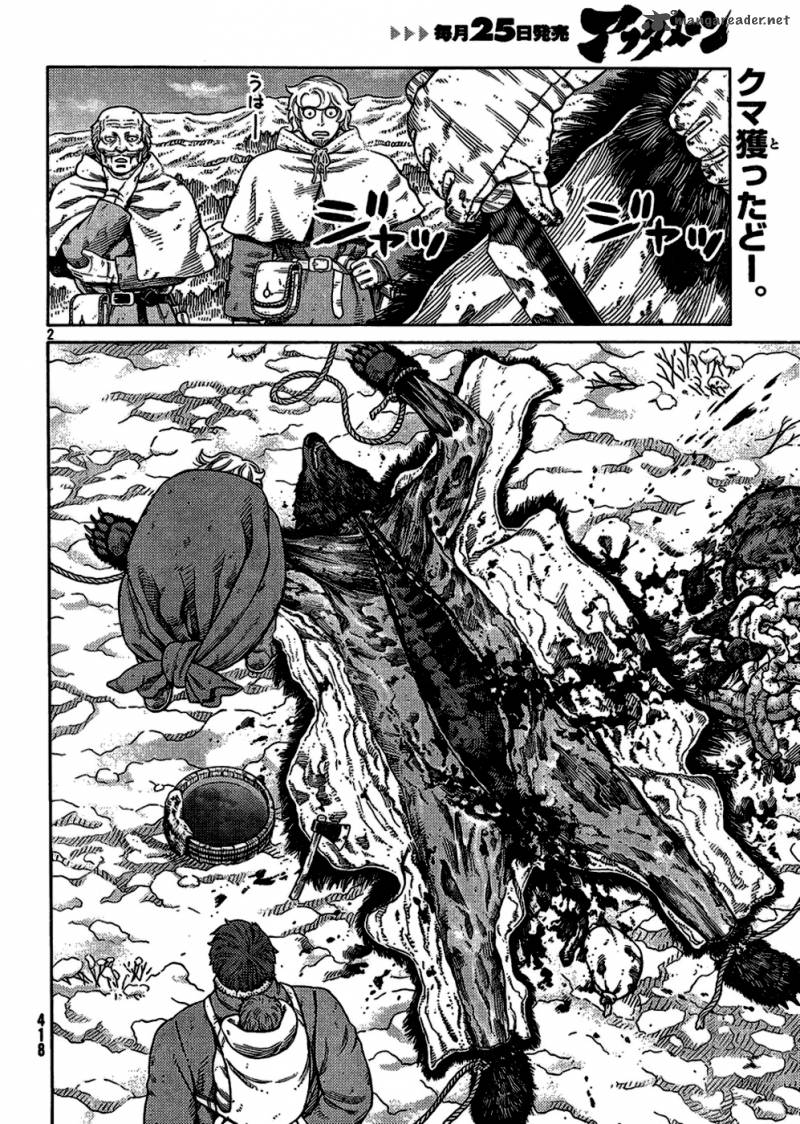 ▷▷▷毎月25日発売 アフタヌーン
mangareader.net
クマ獲ったどー。
と
うはー
ジャッ
ジャッ
2
418